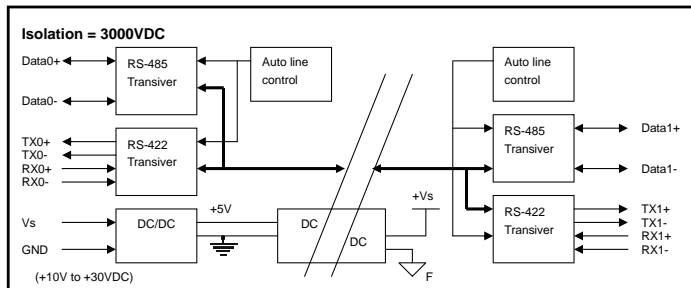 Isolation = 3000VDC
Data0+
Data0-
RS-485
Transiver
Auto line
control
TX0+
TX0-
RX0+
RX0-
RS-422
Transiver
Vs
GND
DC/DC
+5V
(+10V to +30VDC)
DC
DC
+Vs
F
Auto line
control
RS-485
Transiver
Data1+
Data1-
RS-422
Transiver
TX1+
TX1-
RX1+
RX1-